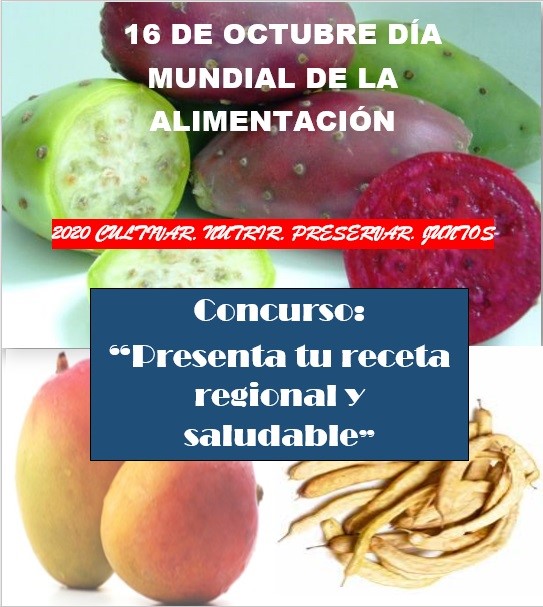 16 DE OCTUBRE DÍA
MUNDIAL DE LA
ALIMENTACIÓN
2020 CULTIVAR. NUTRIR. PRESERVAR. JUNTOS
Concurso:
“Presenta tu receta
regional y
saludable”